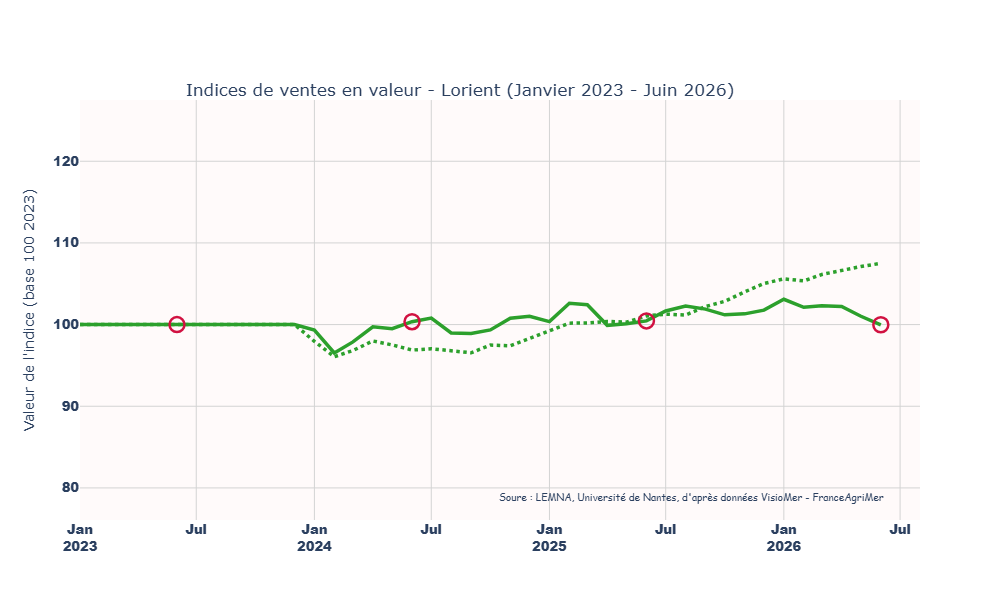 Indices de ventes en valeur - Lorient (Janvier 2023 - Juin 2026)
Valeur de l'indice (base 100 2023)
120
110
100
90
80
Soure : LEMNA, Université de Nantes, d'après données VisioMer - FranceAgriMer
Jan Jul Jan Jul Jan Jul Jan Jul
2023 2024 2025 2026